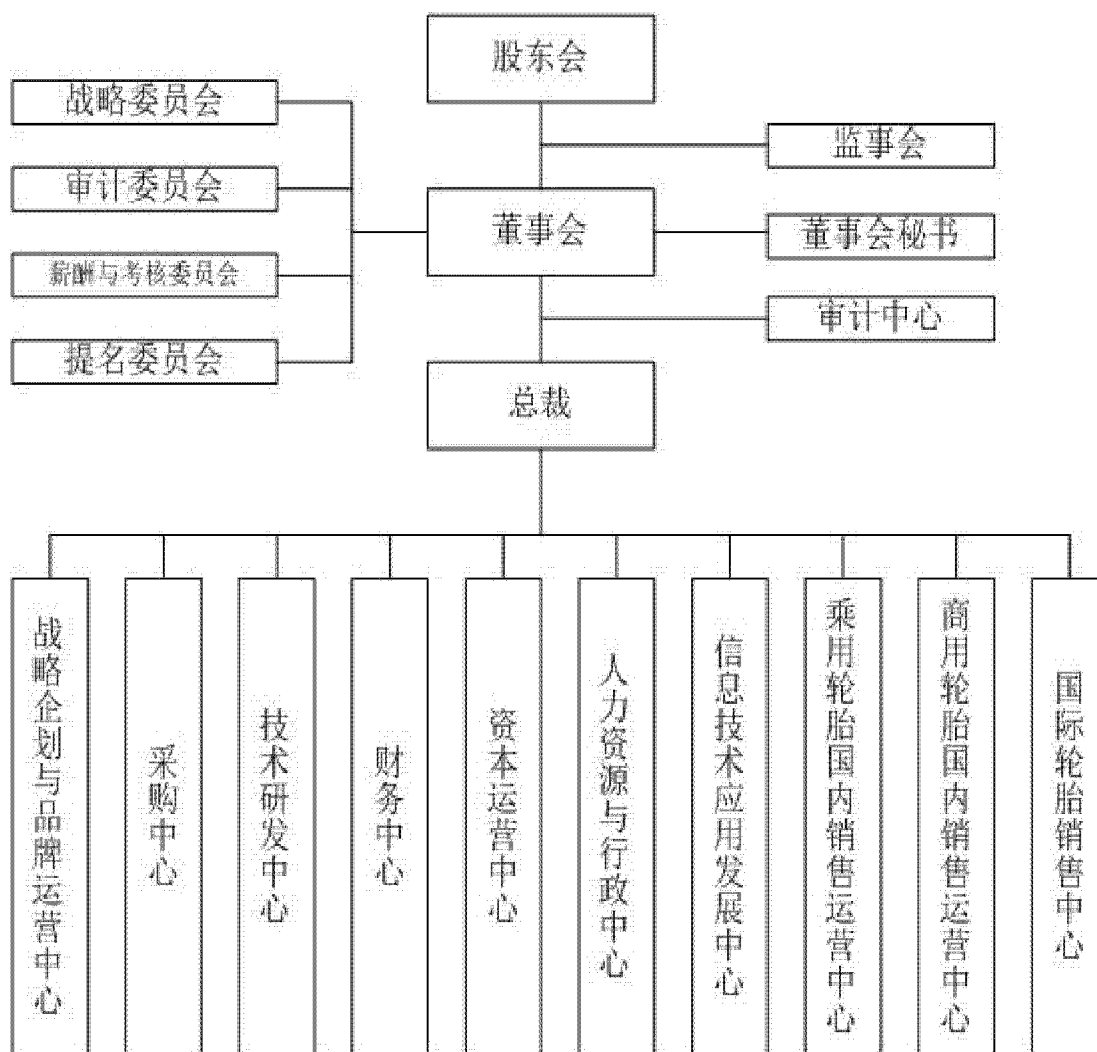 股东会
战略委员会
监事会
审计委员会
董事会
董事会秘书
薪酬与考核委员会
审计中心
提名委员会
总裁
战略企划与品牌运营中心
采购中心
技术研发中心
财务中心
资本运营中心
人力资源与行政中心
信息技术应用发展中心
乘用轮胎国内销售运营中心
商用轮胎国内销售运营中心
国际轮胎销售中心